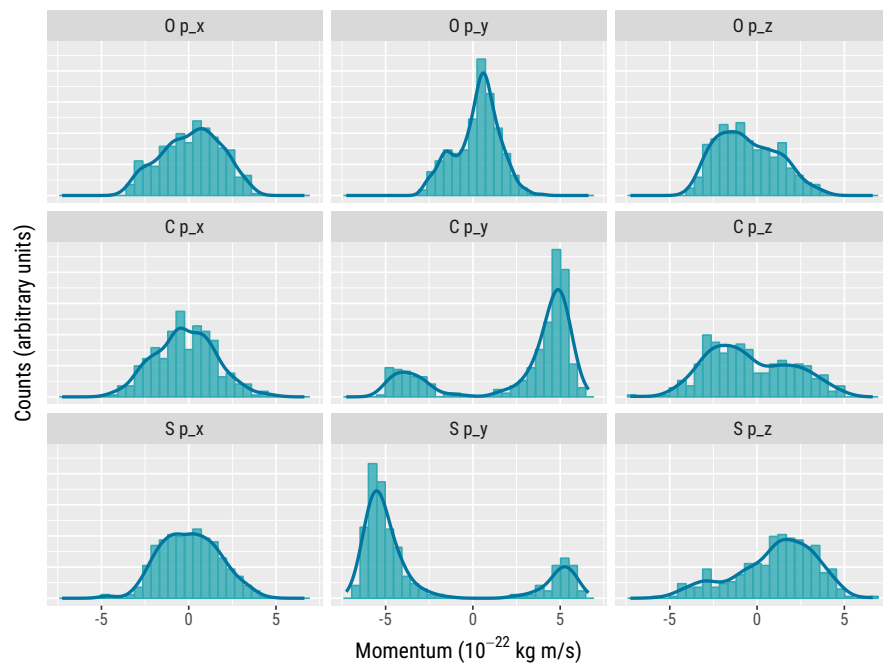 O p_x O p_y O p_z
C p_x C p_y C p_z
S p_x S p_y S p_z
Counts (arbitrary units)
-5 0 5 -5 0 5 -5 0 5
Momentum (10⁻²² kg m/s)